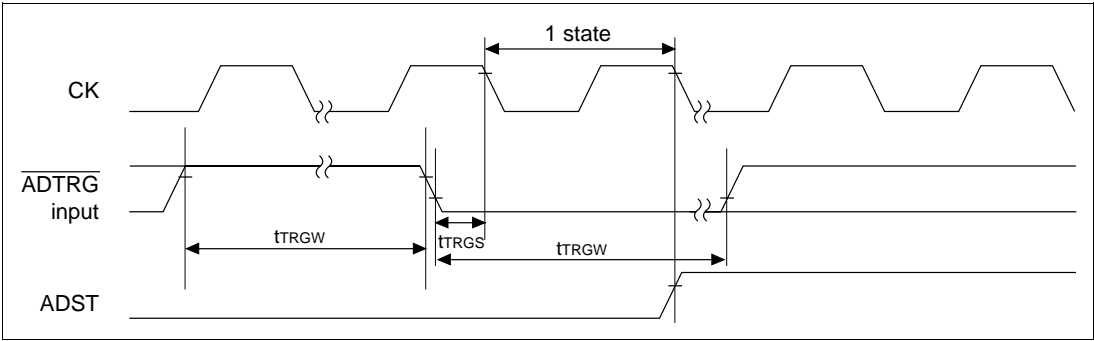 1 state
CK
ADTRG
input
tTRGW
tTRGS
tTRGW
ADST